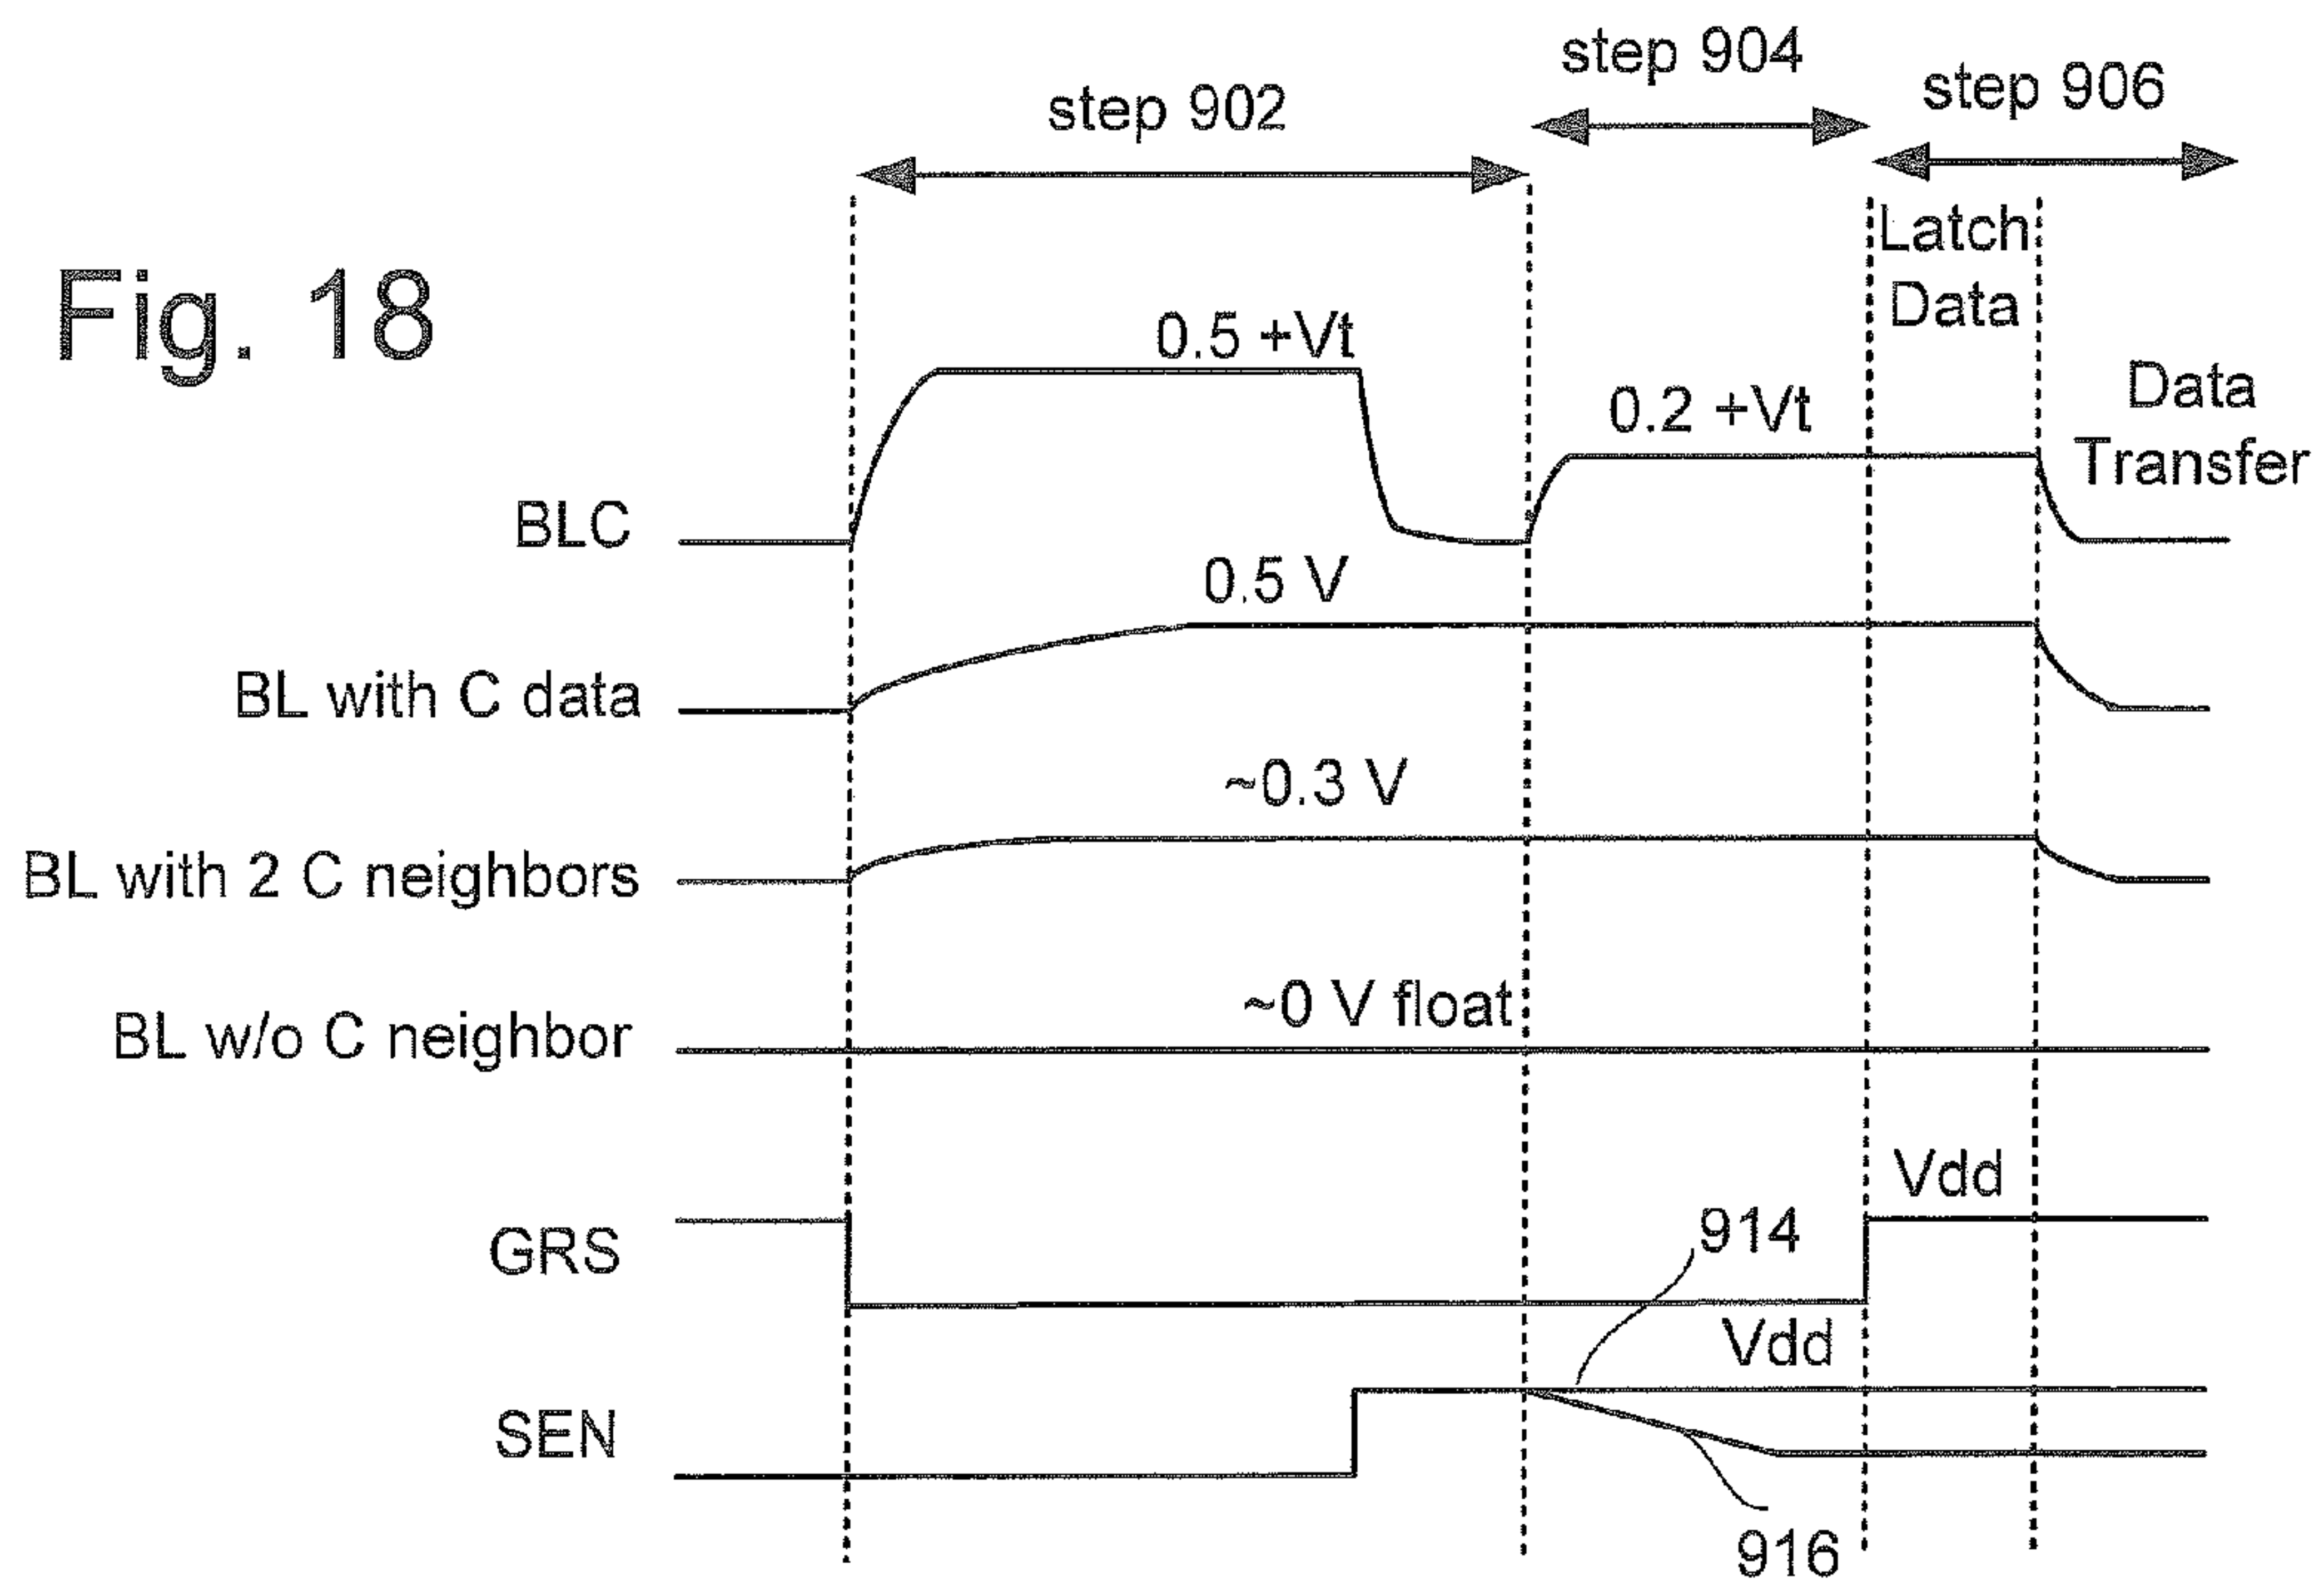 Fig. 18
step 902
step 904
step 906
Latch
Data
Data
Transfer
0.5 +Vt
0.2 +Vt
BLC
0.5 V
BL with C data
~0.3 V
BL with 2 C neighbors
~0 V float
BL w/o C neighbor
Vdd
GRS
914
Vdd
SEN
916